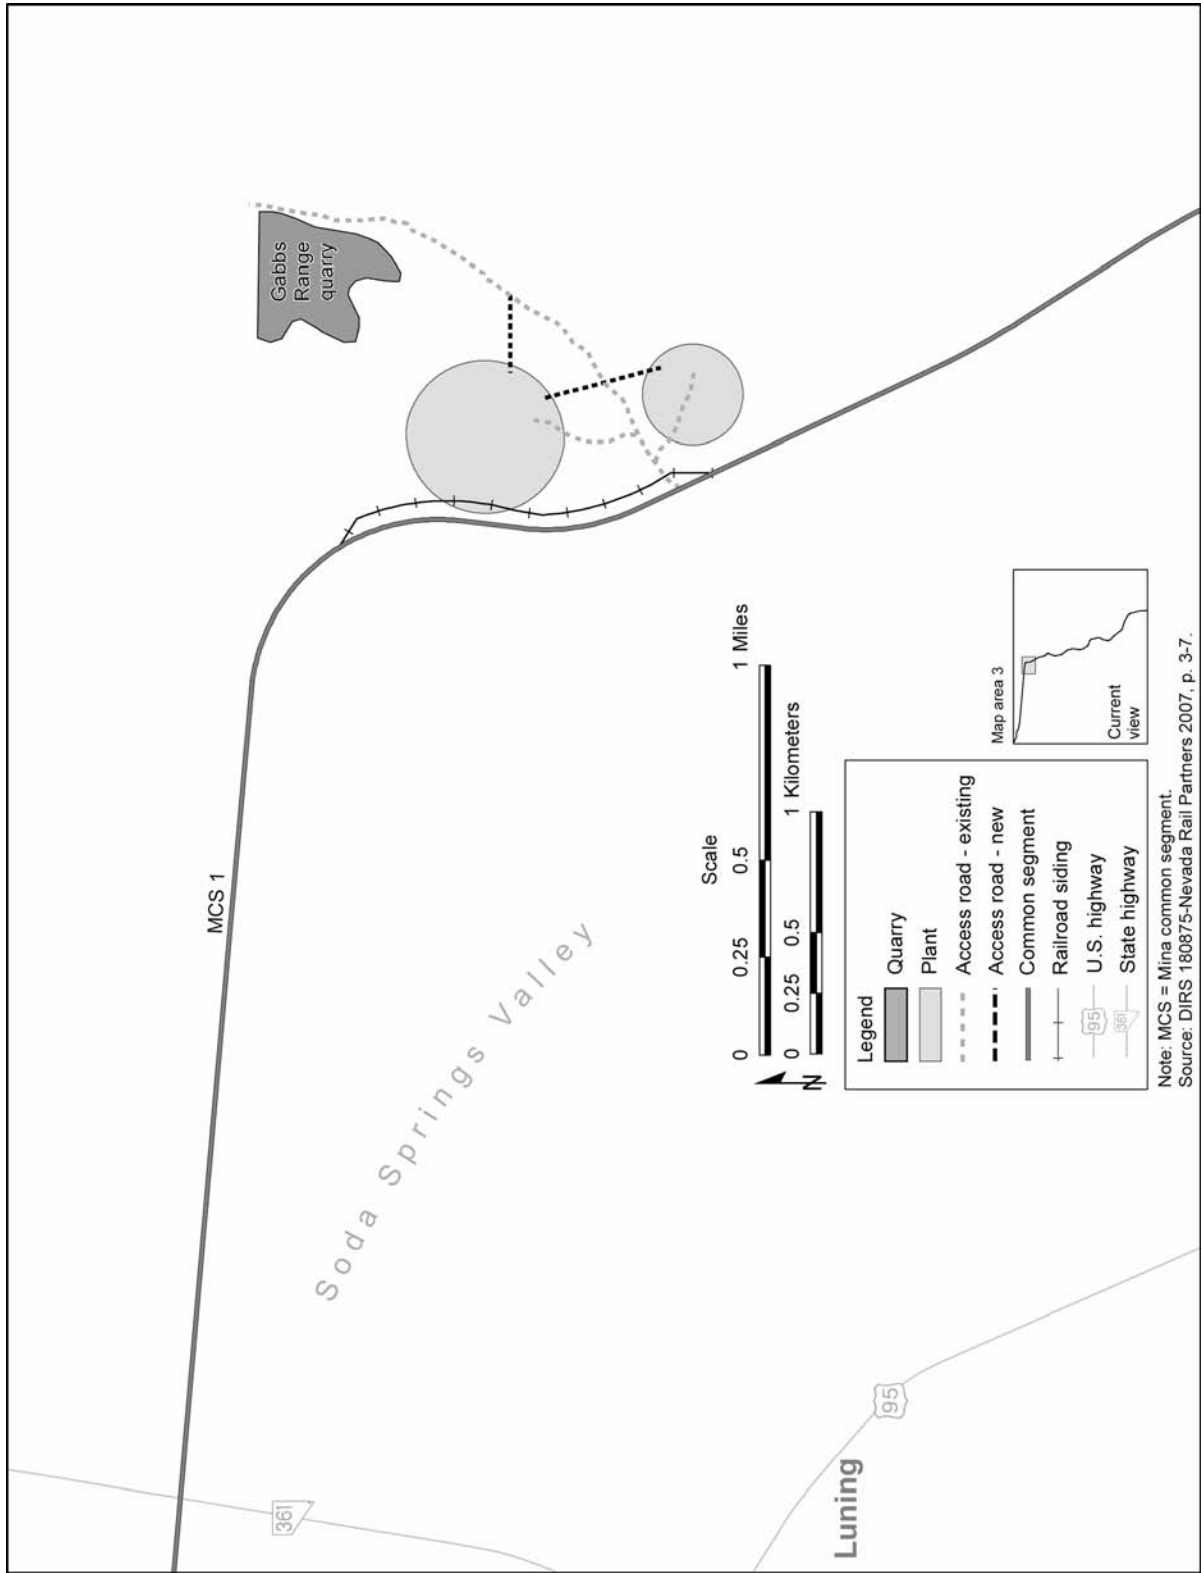 Gabbs
Range
quarry
MCS 1
Soda Springs Valley
361
Luning
95
Scale
0 0.25 0.5 1 Miles
0 0.25 0.5 1 Kilometers
N
Legend
Quarry
Plant
Access road - existing
Access road - new
Common segment
Railroad siding
95 U.S. highway
361 State highway
Map area 3
Current
view
Note: MCS = Mina common segment.
Source: DIRS 180875-Nevada Rail Partners 2007, p. 3-7.